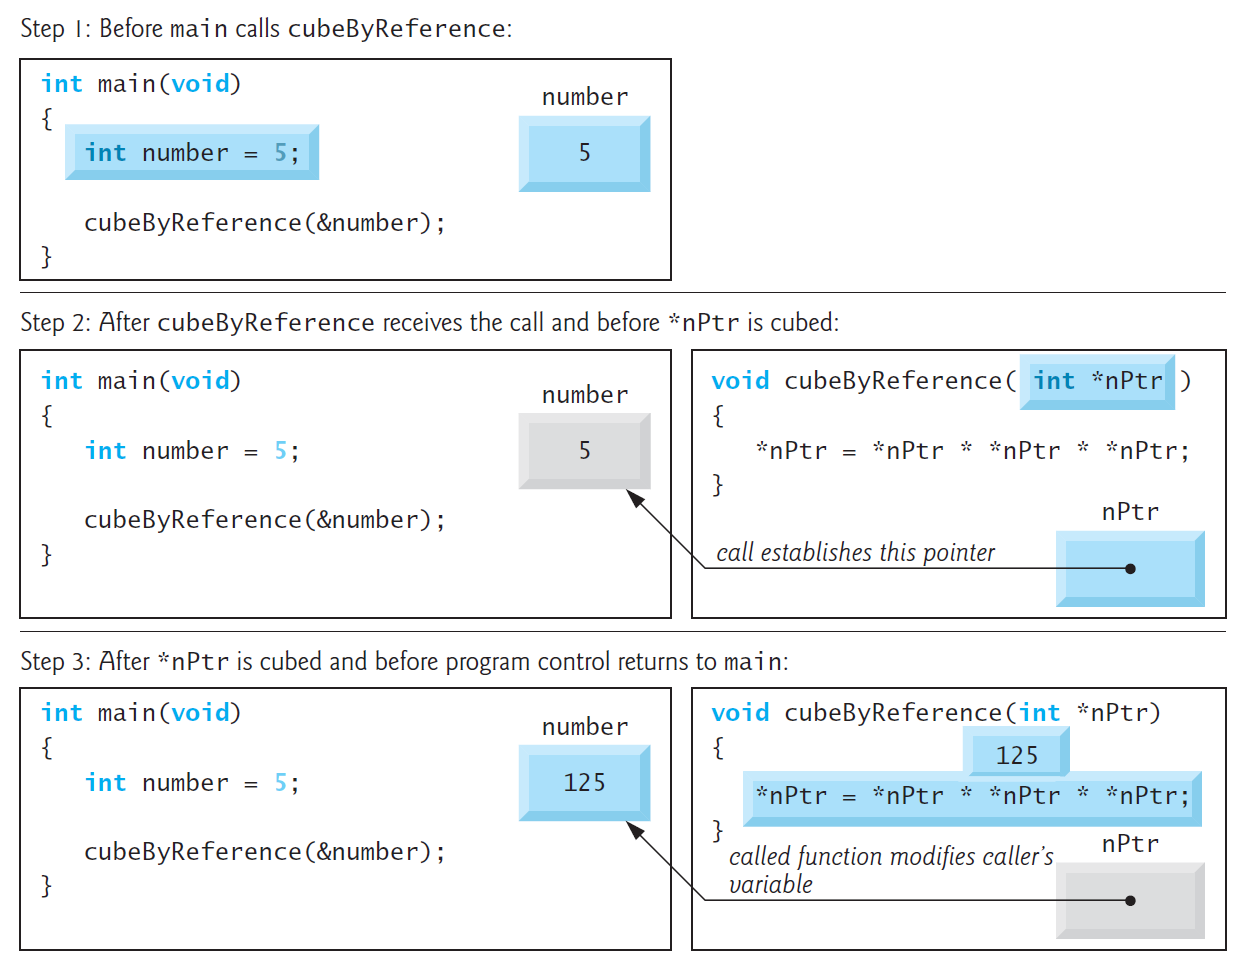 Step 1: Before main calls cubeByReference:
int main(void)
{
int number = 5;
cubeByReference(&number);
}
number
5
Step 2: After cubeByReference receives the call and before *nPtr is cubed:
int main(void)
{
int number = 5;
cubeByReference(&number);
}
number
5
void cubeByReference( int *nPtr )
{
*nPtr = *nPtr * *nPtr * *nPtr;
}
nPtr
call establishes this pointer
Step 3: After *nPtr is cubed and before program control returns to main:
int main(void)
{
int number = 5;
cubeByReference(&number);
}
number
125
void cubeByReference(int *nPtr)
{
125
*nPtr = *nPtr * *nPtr * *nPtr;
}
nPtr
called function modifies caller’s
variable